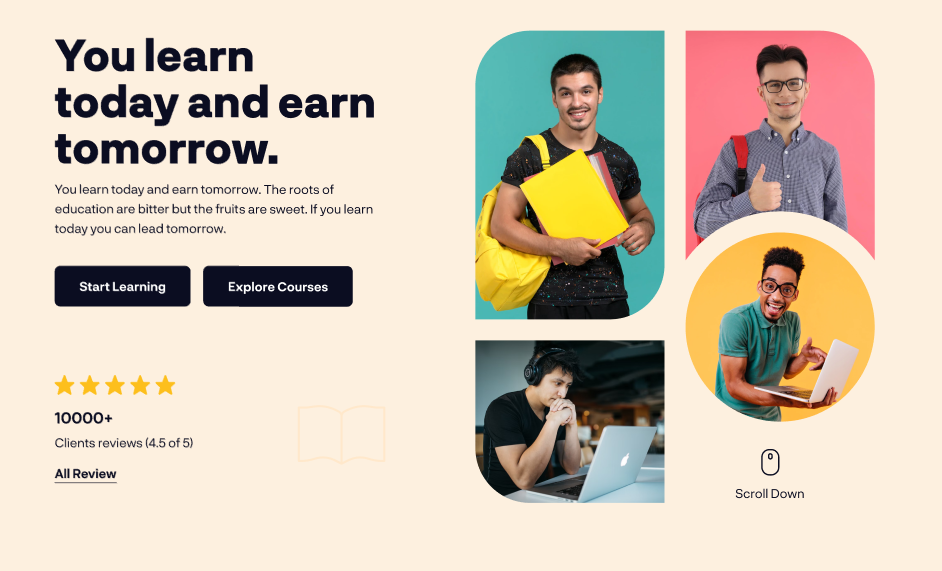 You learn
today and earn
tomorrow.
You learn today and earn tomorrow. The roots of
education are bitter but the fruits are sweet. If you learn
today you can lead tomorrow.
Start Learning
Explore Courses
10000+
Clients reviews (4.5 of 5)
All Review
Scroll Down